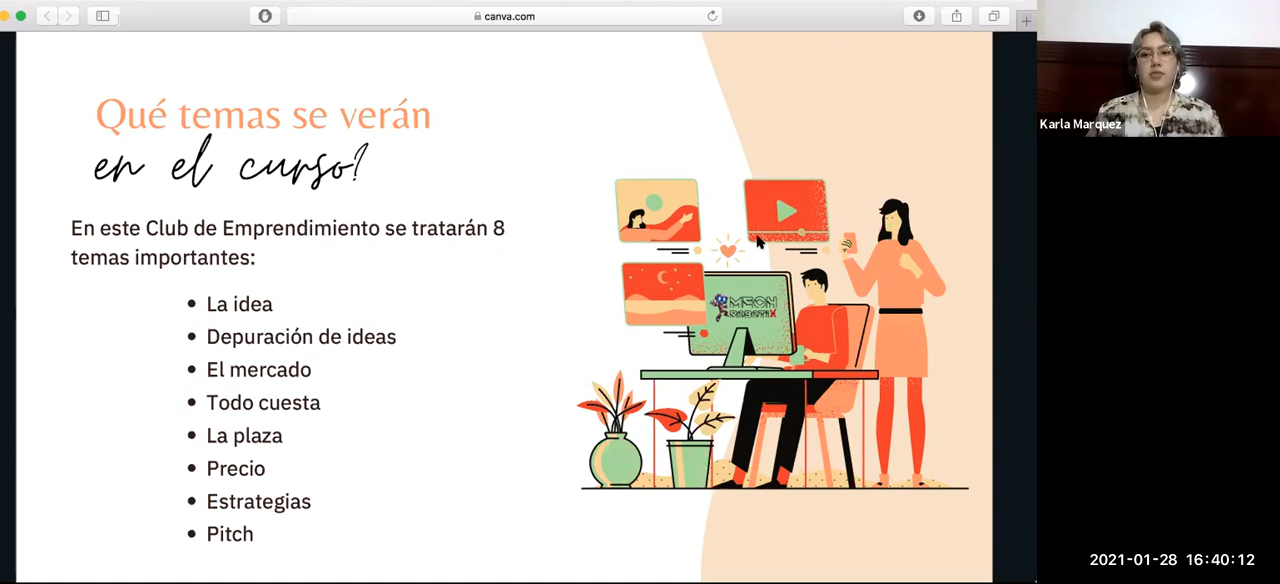 canva.com
Qué temas se verán
en el curso?
En este Club de Emprendimiento se tratarán 8
temas importantes:
• La idea
• Depuración de ideas
• El mercado
• Todo cuesta
• La plaza
• Precio
• Estrategias
• Pitch
MECH
ROBOTIX
Karla Marquez
2021-01-28 16:40:12